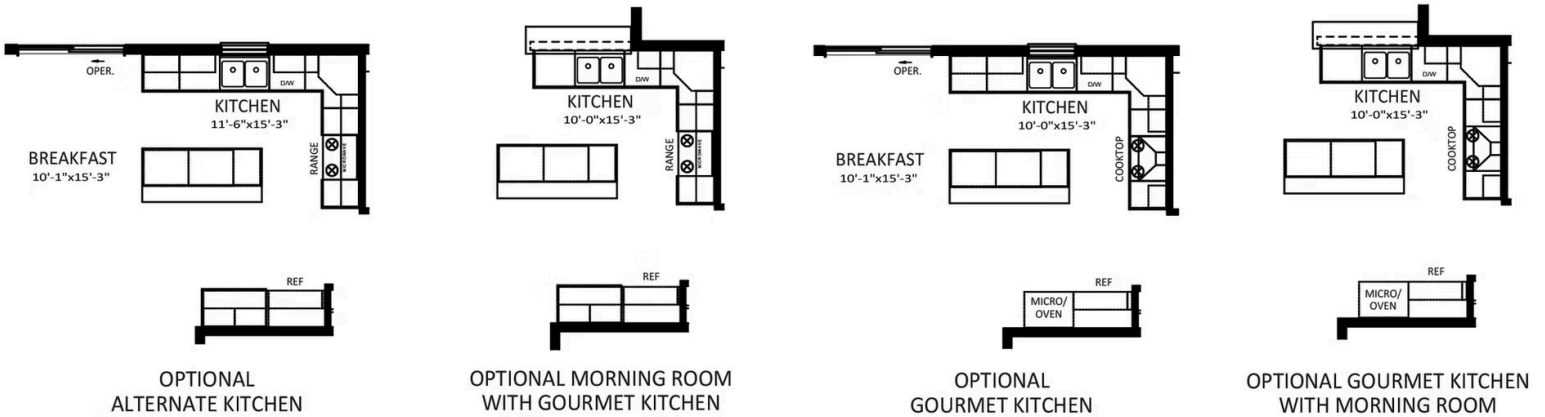 OPER.
D/W
KITCHEN
11'-6"x15'-3"
BREAKFAST
10'-1"x15'-3"
RANGE
MICROWAVE
REF
OPTIONAL
ALTERNATE KITCHEN
D/W
KITCHEN
10'-0"x15'-3"
RANGE
MICROWAVE
REF
OPTIONAL MORNING ROOM
WITH GOURMET KITCHEN
OPER.
D/W
KITCHEN
10'-0"x15'-3"
BREAKFAST
10'-1"x15'-3"
COOKTOP
REF
MICRO/
OVEN
OPTIONAL
GOURMET KITCHEN
D/W
KITCHEN
10'-0"x15'-3"
COOKTOP
REF
MICRO/
OVEN
OPTIONAL GOURMET KITCHEN
WITH MORNING ROOM